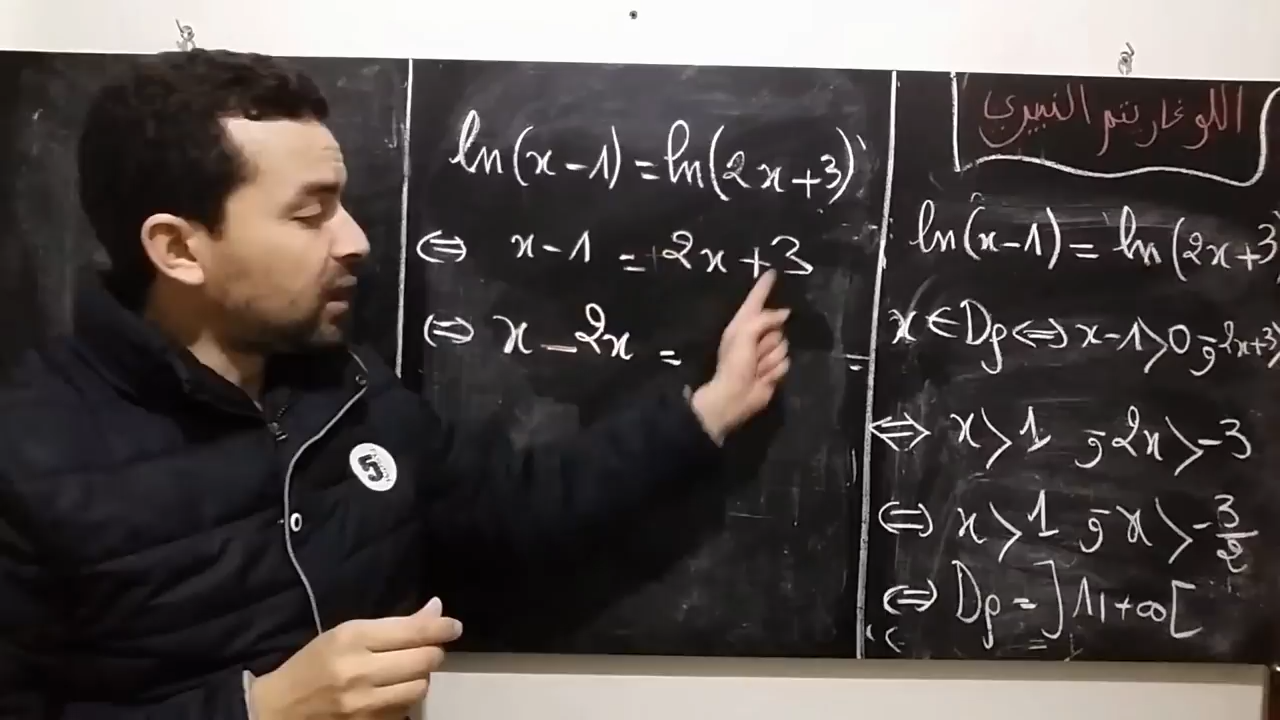 اللوغاريتم النبيري
ln(x-1)=ln(2x+3)
x∈Df⇔x-1>0 و 2x+3>
⇔ x>1 و 2x>-3
⇔ x>1 و x>-3/2
⇔ Df=]1,+∞[
ln(x-1)=ln(2x+3)
⇔ x-1=2x+3
⇔ x-2x=
5